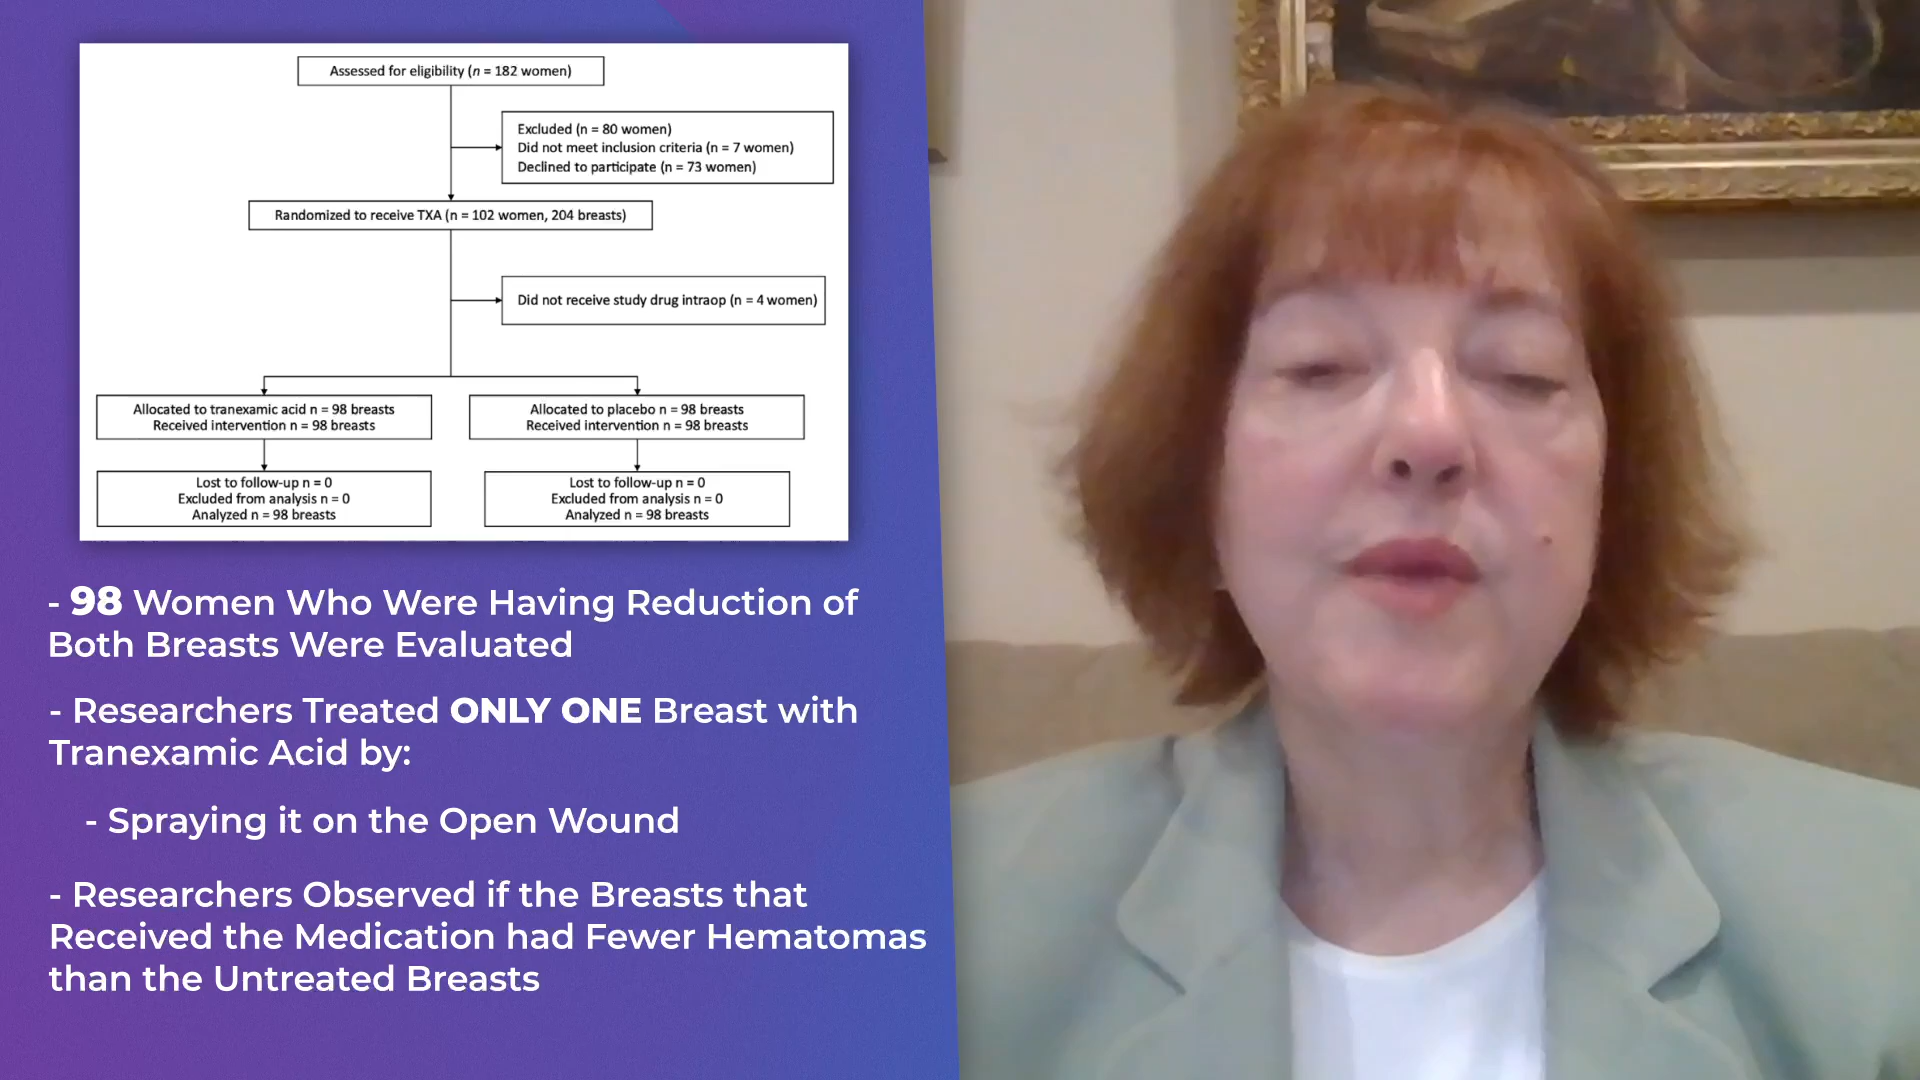 Assessed for eligibility (n = 182 women)
Excluded (n = 80 women)
Did not meet inclusion criteria (n = 7 women)
Declined to participate (n = 73 women)
Randomized to receive TXA (n = 102 women, 204 breasts)
Did not receive study drug intraop (n = 4 women)
Allocated to tranexamic acid n = 98 breasts
Received intervention n = 98 breasts
Allocated to placebo n = 98 breasts
Received intervention n = 98 breasts
Lost to follow-up n = 0
Excluded from analysis n = 0
Analyzed n = 98 breasts
Lost to follow-up n = 0
Excluded from analysis n = 0
Analyzed n = 98 breasts
- 98 Women Who Were Having Reduction of
Both Breasts Were Evaluated
- Researchers Treated ONLY ONE Breast with
Tranexamic Acid by:
- Spraying it on the Open Wound
- Researchers Observed if the Breasts that
Received the Medication had Fewer Hematomas
than the Untreated Breasts